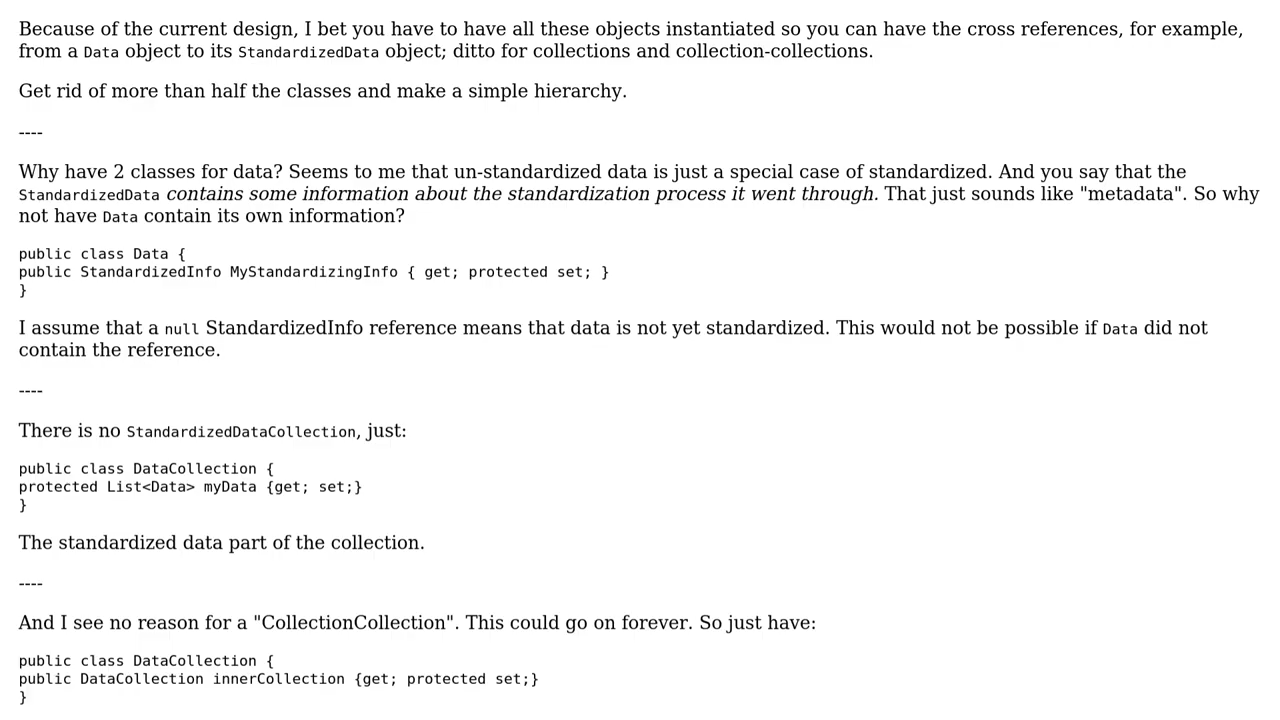 Because of the current design, I bet you have to have all these objects instantiated so you can have the cross references, for example,
from a Data object to its StandardizedData object; ditto for collections and collection-collections.
Get rid of more than half the classes and make a simple hierarchy.
----
Why have 2 classes for data? Seems to me that un-standardized data is just a special case of standardized. And you say that the
StandardizedData contains some information about the standardization process it went through. That just sounds like "metadata". So why
not have Data contain its own information?
public class Data {
public StandardizedInfo MyStandardizingInfo { get; protected set; }
}
I assume that a null StandardizedInfo reference means that data is not yet standardized. This would not be possible if Data did not
contain the reference.
----
There is no StandardizedDataCollection, just:
public class DataCollection {
protected List<Data> myData {get; set;}
}
The standardized data part of the collection.
----
And I see no reason for a "CollectionCollection". This could go on forever. So just have:
public class DataCollection {
public DataCollection innerCollection {get; protected set;}
}